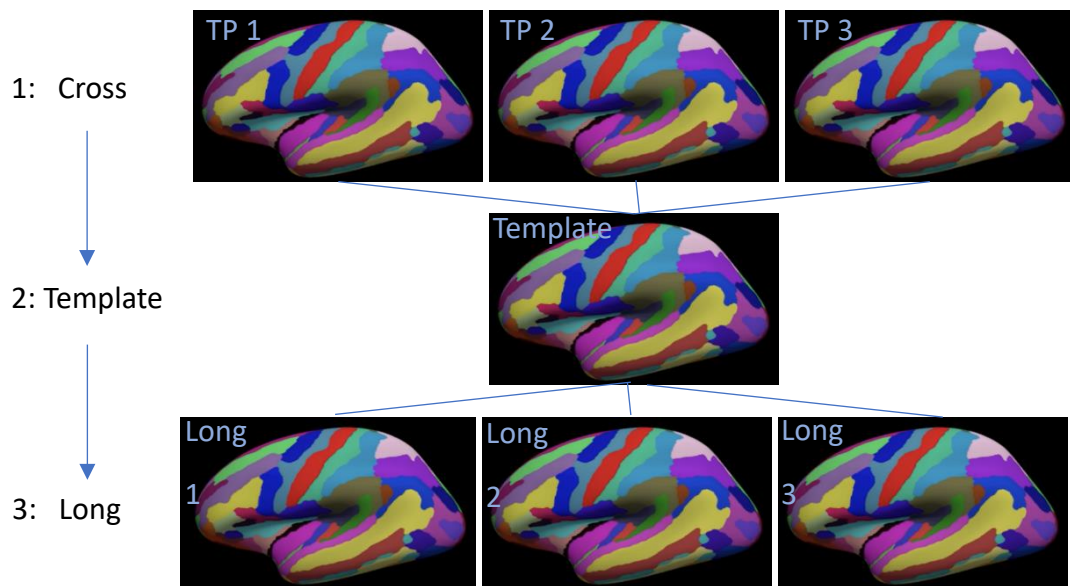 TP 1
TP 2
TP 3
1: Cross
Template
2: Template
Long
1
Long
2
Long
3
3: Long